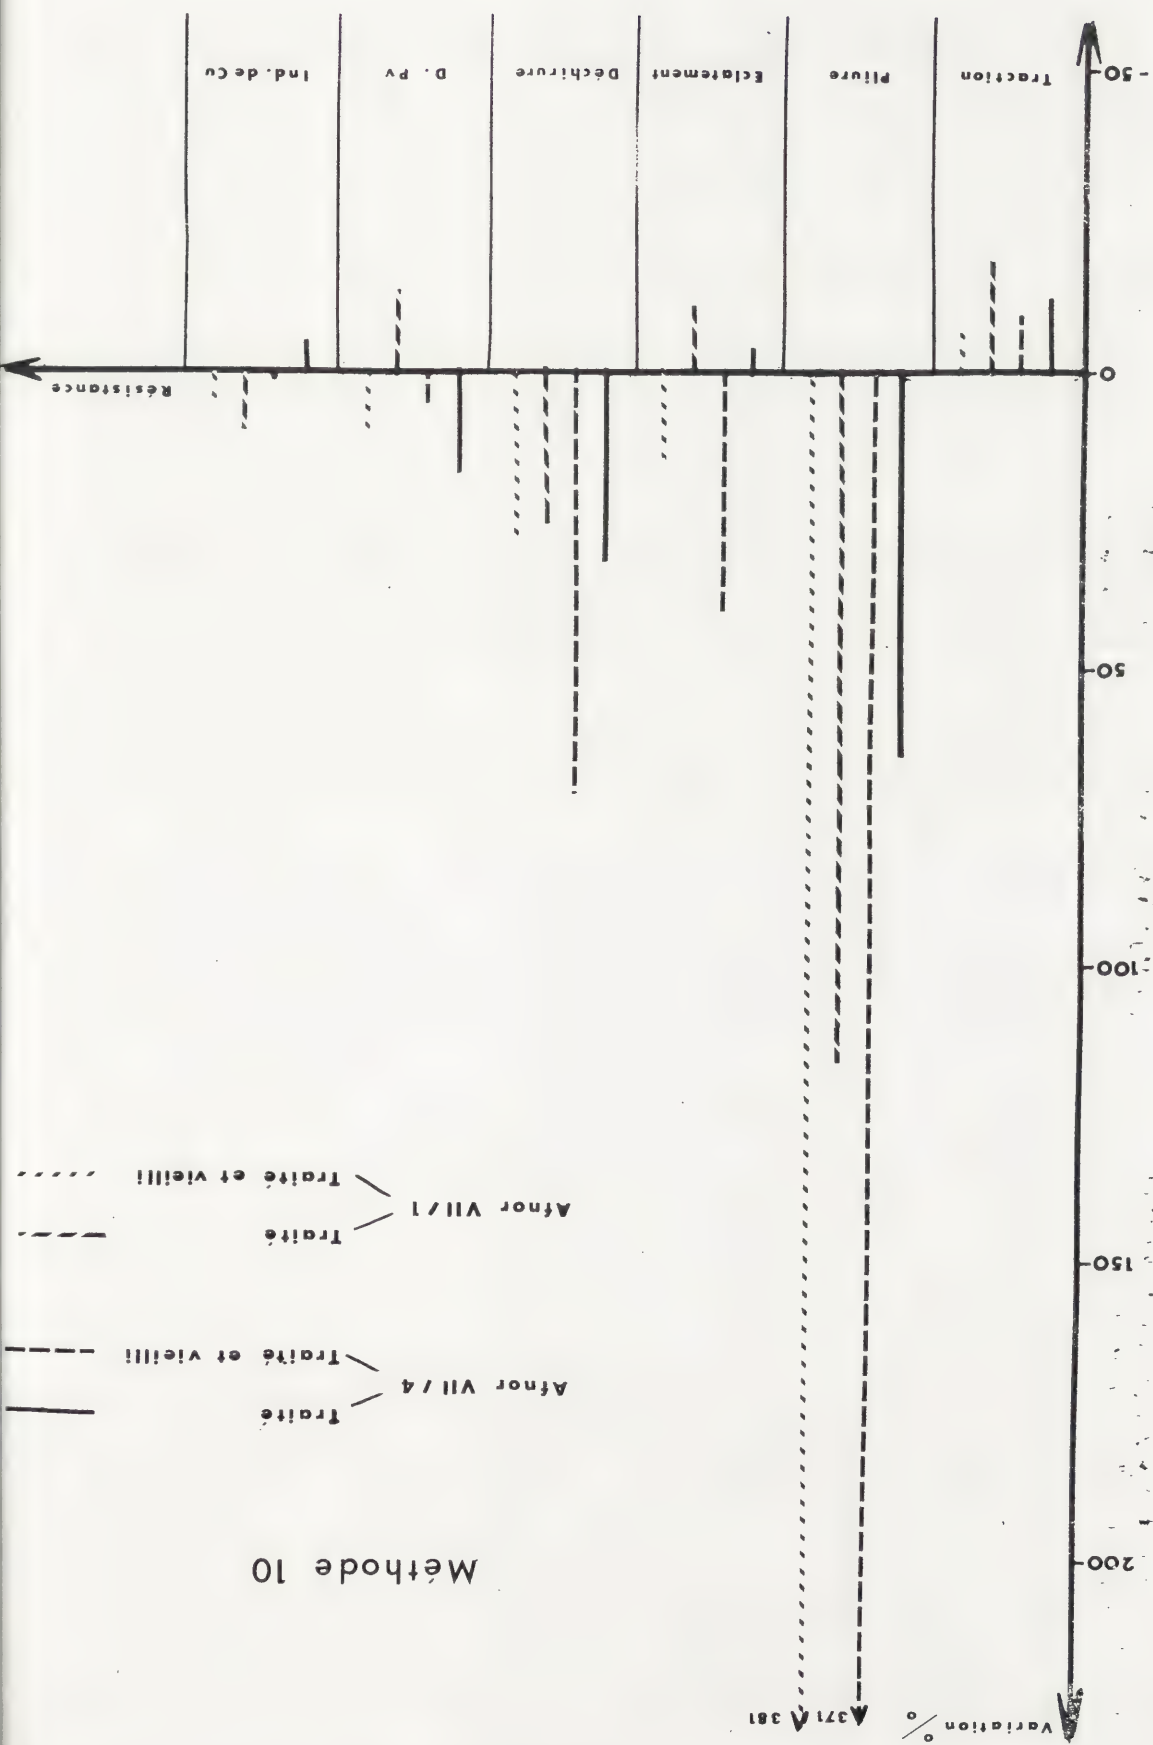 Variation %
371
381
200
150
100
50
0
- 50
Méthode 10
Afnor VII/4
Traité
Traité et vieilli
Afnor VII/1
Traité
Traité et vieilli
Résistance
Traction
Pliure
Eclatement
Déchirure
D. Pv
Ind. de Cu